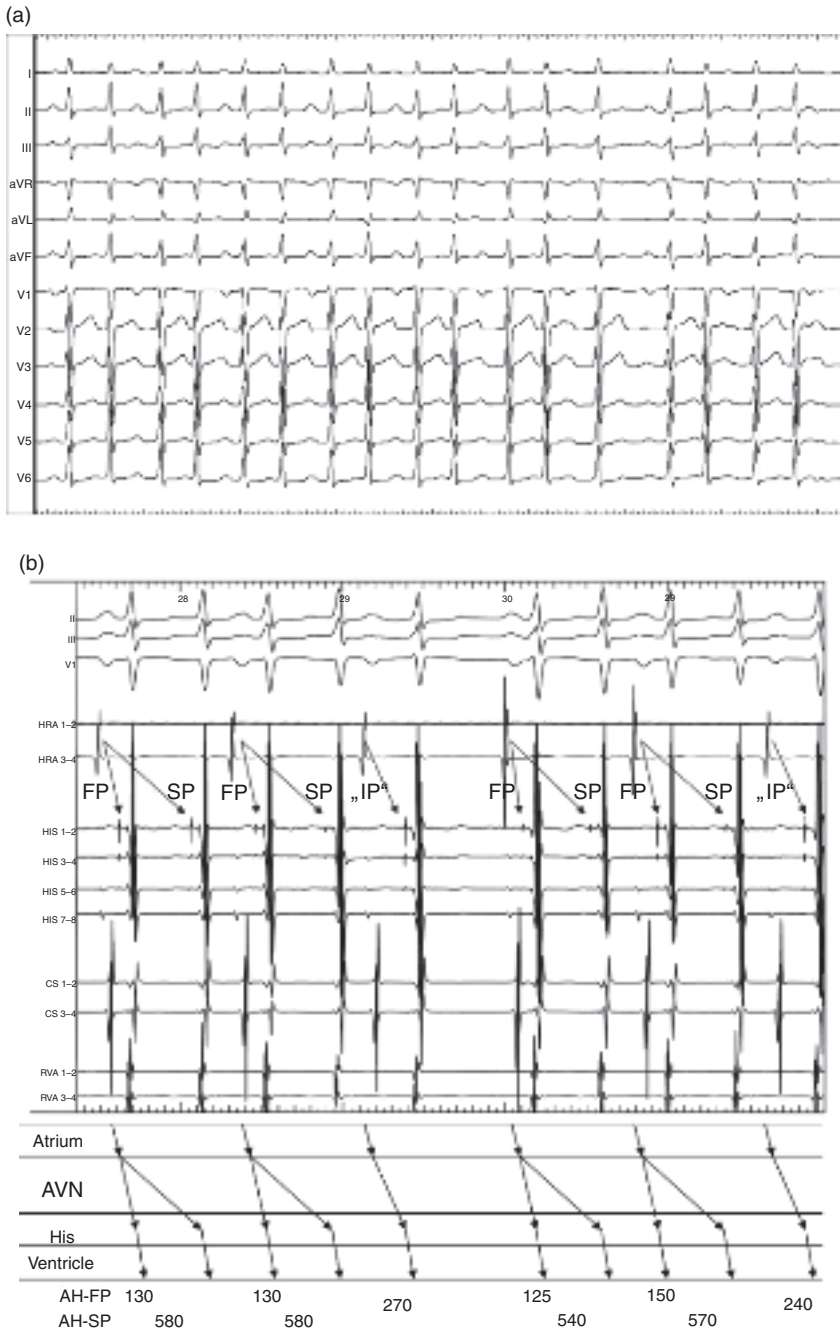 (a)
I
II
III
aVR
aVL
aVF
V1
V2
V3
V4
V5
V6
(b)
28 29 30 29
II
III
V1
HRA 1–2
HRA 3–4
FP SP FP SP „IP“ FP SP FP SP „IP“
HIS 1–2
HIS 3–4
HIS 5–6
HIS 7–8
CS 1–2
CS 3–4
RVA 1–2
RVA 3–4
Atrium
AVN
His
Ventricle
AH-FP 130 130 270 125 150 240
AH-SP 580 580 540 570